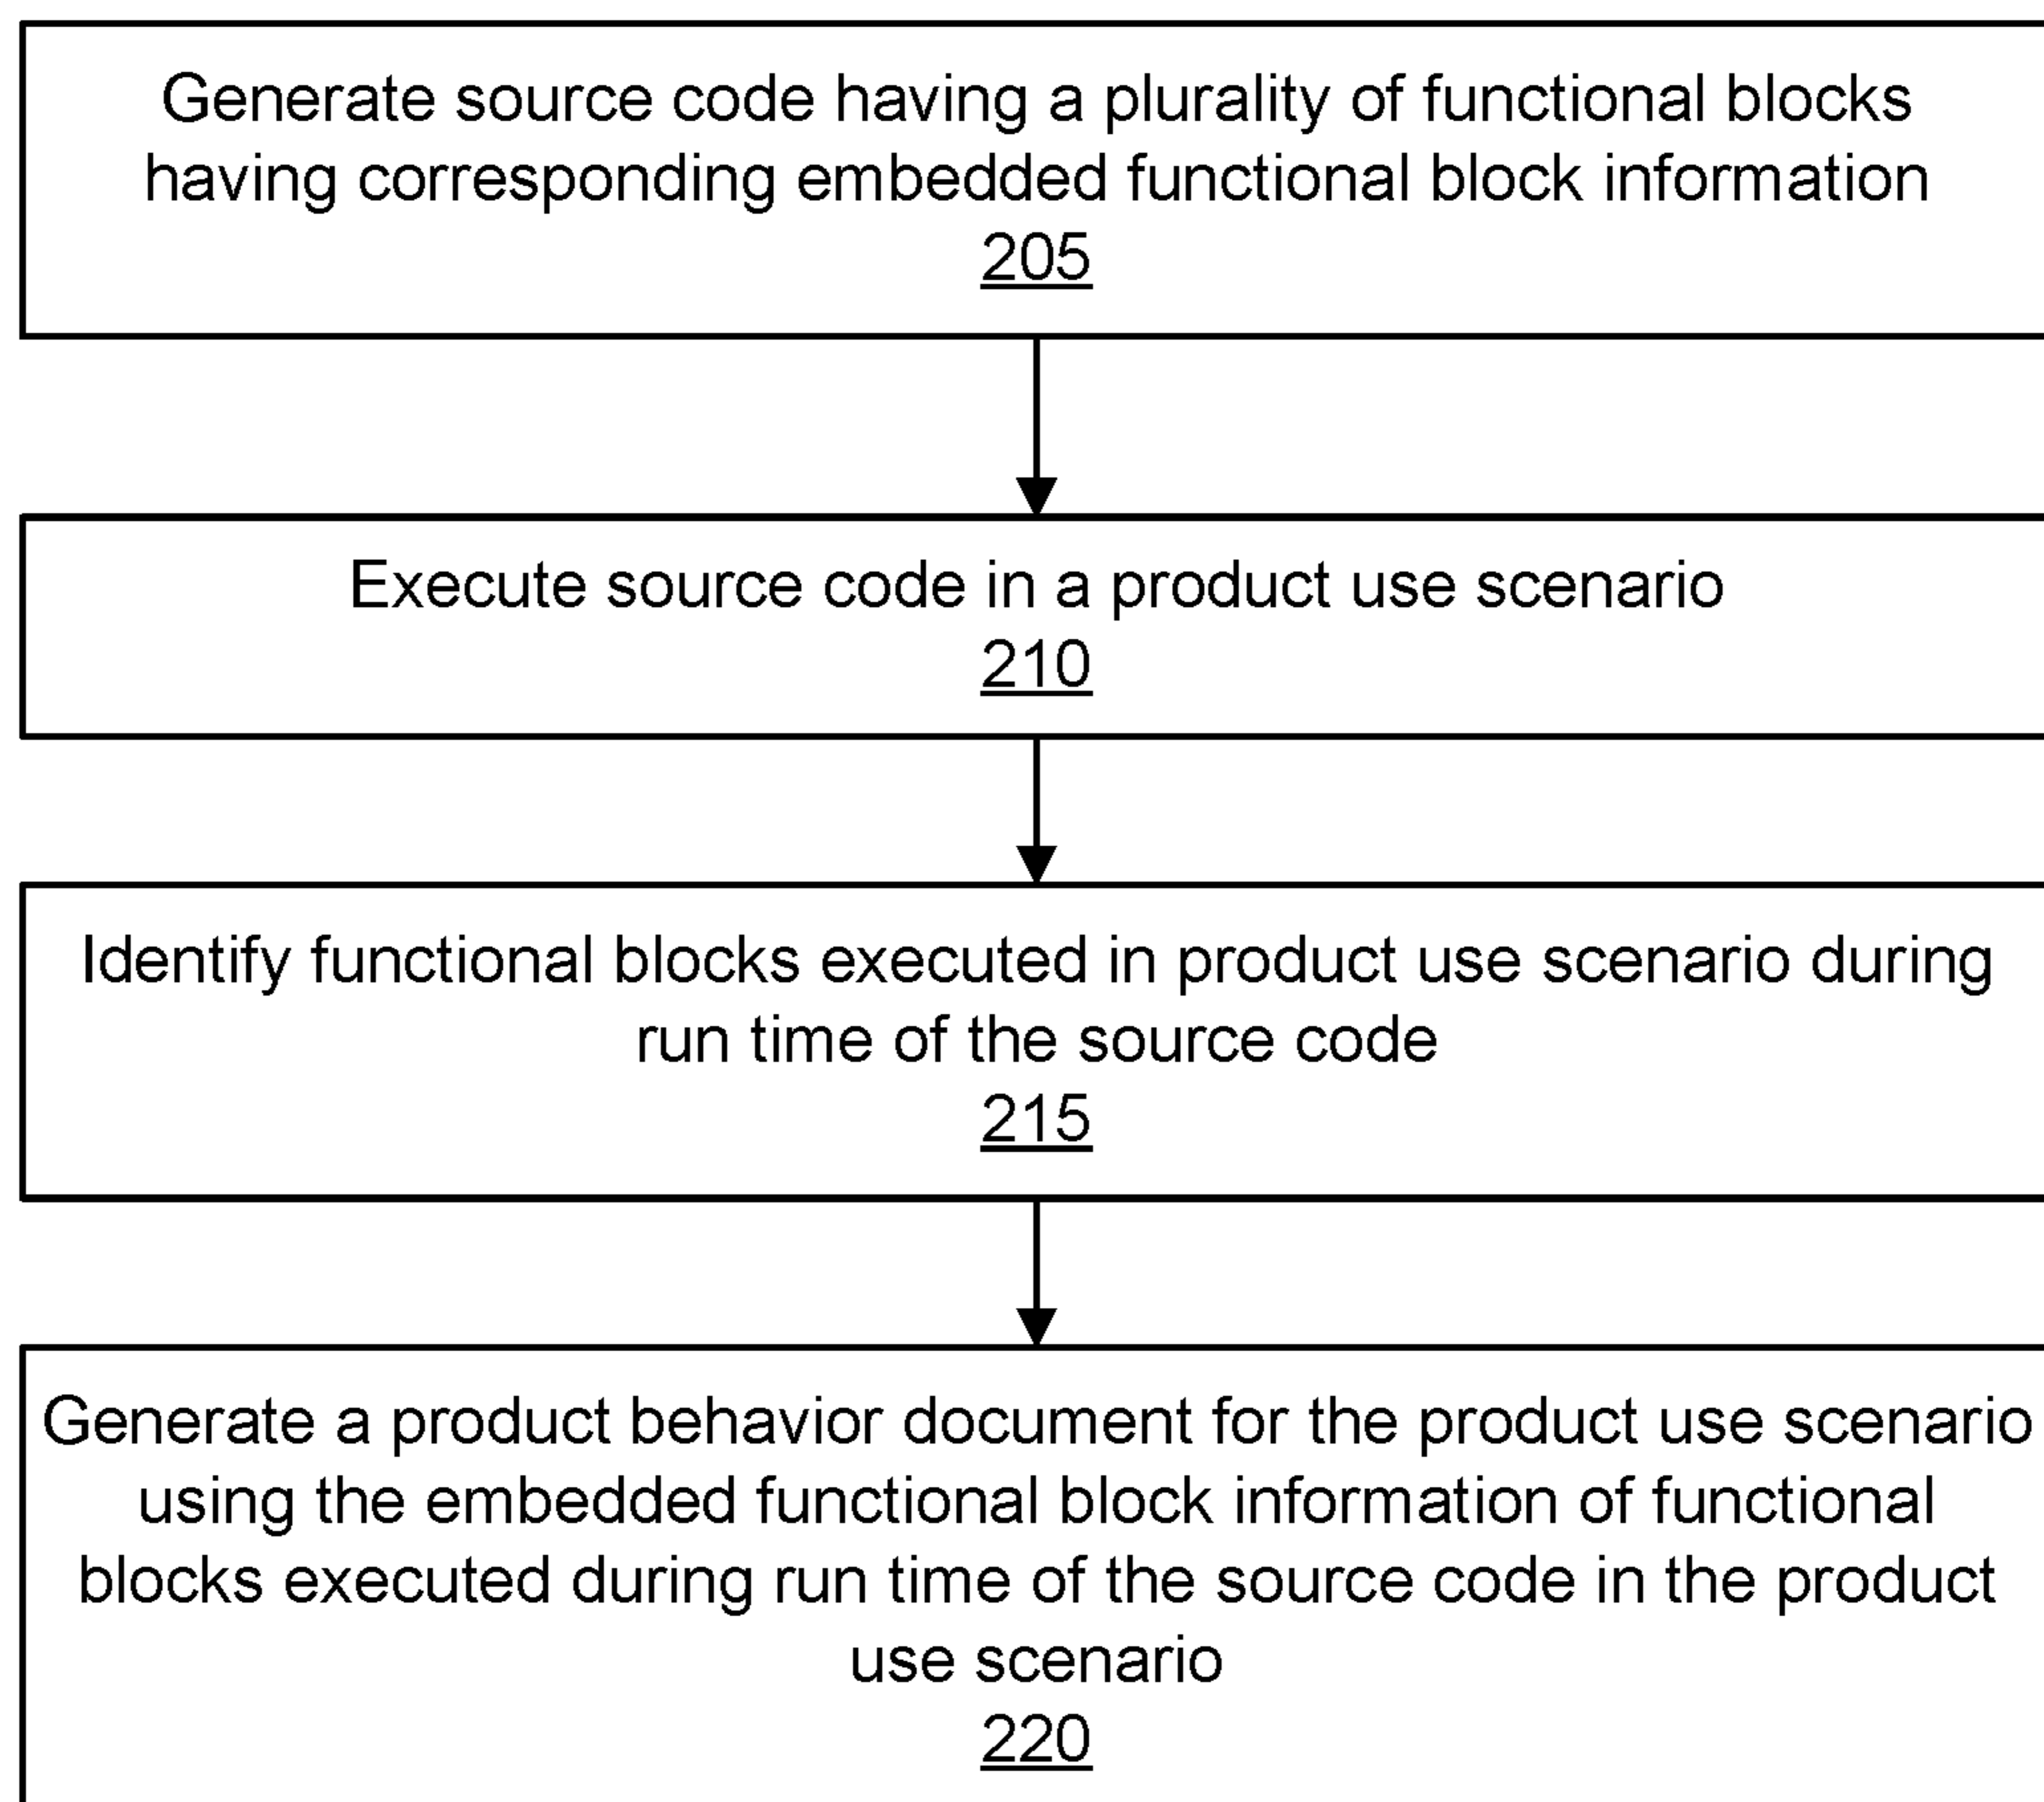 Generate source code having a plurality of functional blocks
having corresponding embedded functional block information
205
Execute source code in a product use scenario
210
Identify functional blocks executed in product use scenario during
run time of the source code
215
Generate a product behavior document for the product use scenario
using the embedded functional block information of functional
blocks executed during run time of the source code in the product
use scenario
220